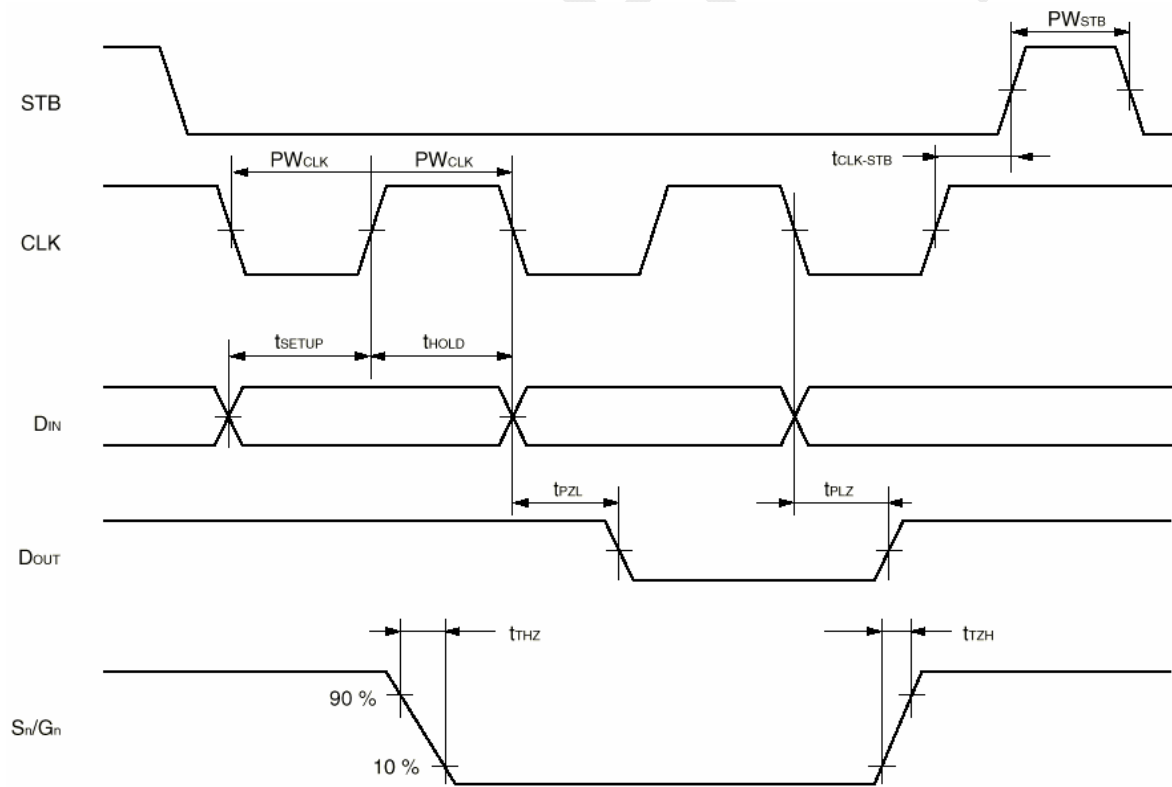 PWSTB
STB
PWCLK PWCLK
tCLK-STB
CLK
tSETUP tHOLD
DIN
tPZL tPLZ
DOUT
tTHZ tTZH
90 %
Sn/Gn
10 %